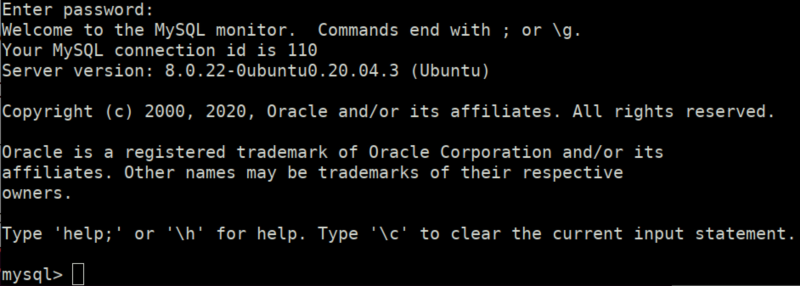 Enter password:
Welcome to the MySQL monitor.  Commands end with ; or \g.
Your MySQL connection id is 110
Server version: 8.0.22-0ubuntu0.20.04.3 (Ubuntu)
Copyright (c) 2000, 2020, Oracle and/or its affiliates. All rights reserved.
Oracle is a registered trademark of Oracle Corporation and/or its
affiliates. Other names may be trademarks of their respective
owners.
Type 'help;' or '\h' for help. Type '\c' to clear the current input statement.
mysql>